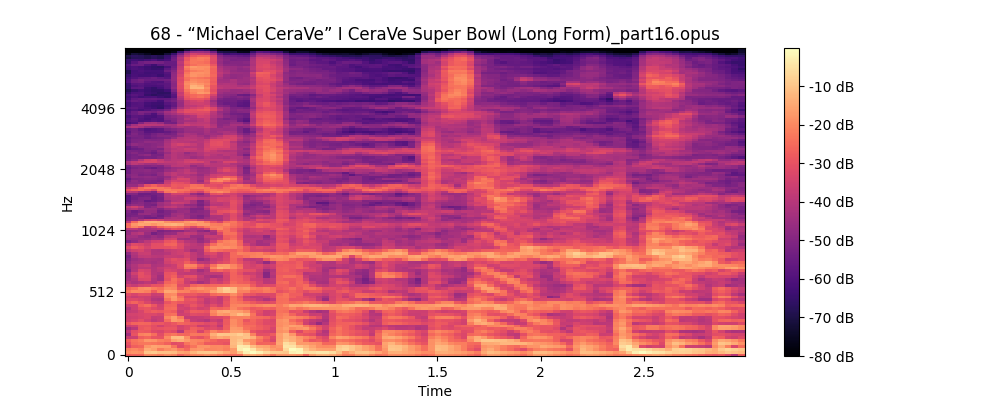 68 - “Michael CeraVe” I CeraVe Super Bowl (Long Form)_part16.opus
Hz
4096
2048
1024
512
0
0 0.5 1 1.5 2 2.5
Time
-10 dB
-20 dB
-30 dB
-40 dB
-50 dB
-60 dB
-70 dB
-80 dB